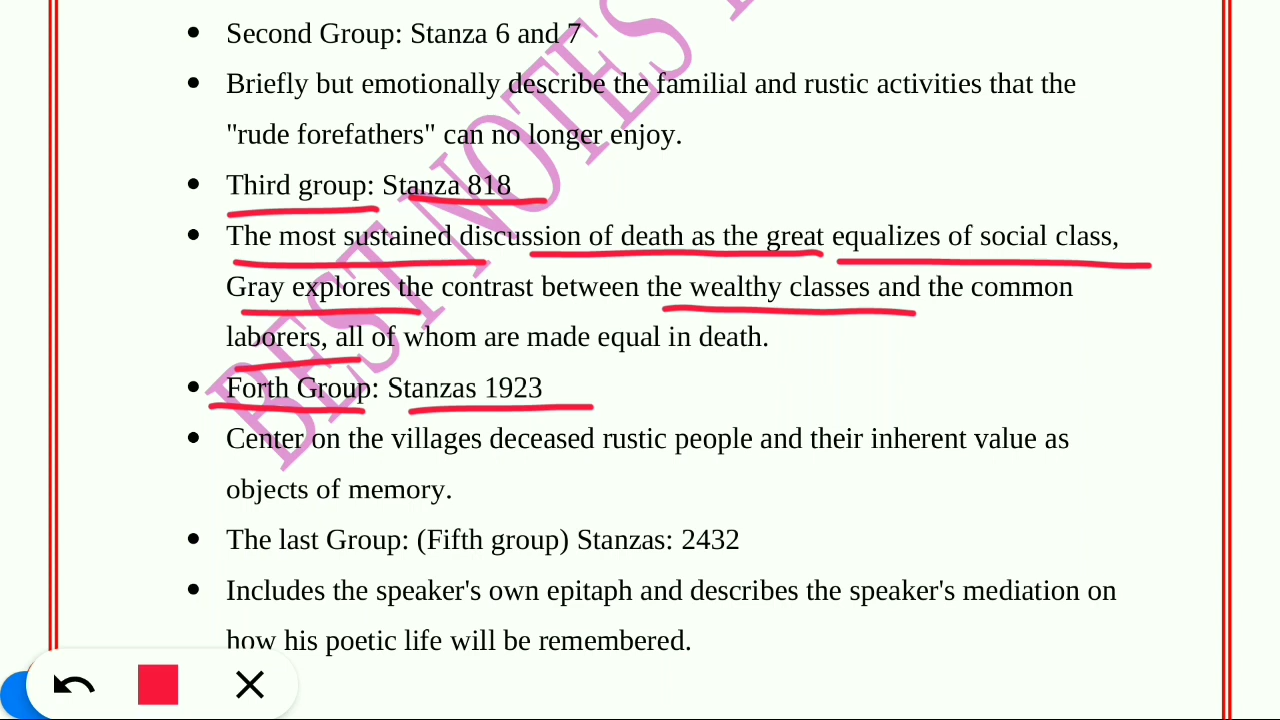 Second Group: Stanza 6 and 7
Briefly but emotionally describe the familial and rustic activities that the
"rude forefathers" can no longer enjoy.
Third group: Stanza 818
The most sustained discussion of death as the great equalizes of social class,
Gray explores the contrast between the wealthy classes and the common
laborers, all of whom are made equal in death.
Forth Group: Stanzas 1923
Center on the villages deceased rustic people and their inherent value as
objects of memory.
The last Group: (Fifth group) Stanzas: 2432
Includes the speaker's own epitaph and describes the speaker's mediation on
how his poetic life will be remembered.
BEST NOTES